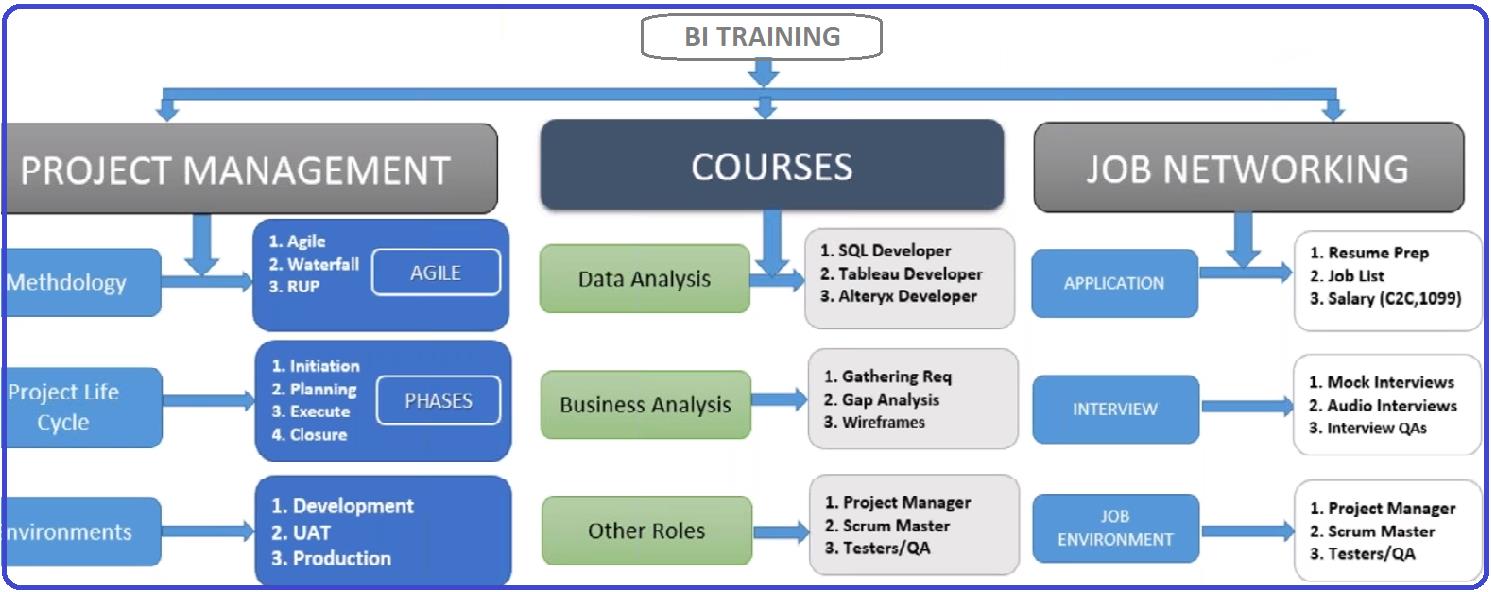 BI TRAINING
PROJECT MANAGEMENT
Methdology
1. Agile
2. Waterfall
3. RUP
AGILE
Project Life
Cycle
1. Initiation
2. Planning
3. Execute
4. Closure
PHASES
nvironments
1. Development
2. UAT
3. Production
COURSES
Data Analysis
1. SQL Developer
2. Tableau Developer
3. Alteryx Developer
Business Analysis
1. Gathering Req
2. Gap Analysis
3. Wireframes
Other Roles
1. Project Manager
2. Scrum Master
3. Testers/QA
JOB NETWORKING
APPLICATION
1. Resume Prep
2. Job List
3. Salary (C2C,1099)
INTERVIEW
1. Mock Interviews
2. Audio Interviews
3. Interview QAs
JOB
ENVIRONMENT
1. Project Manager
2. Scrum Master
3. Testers/QA